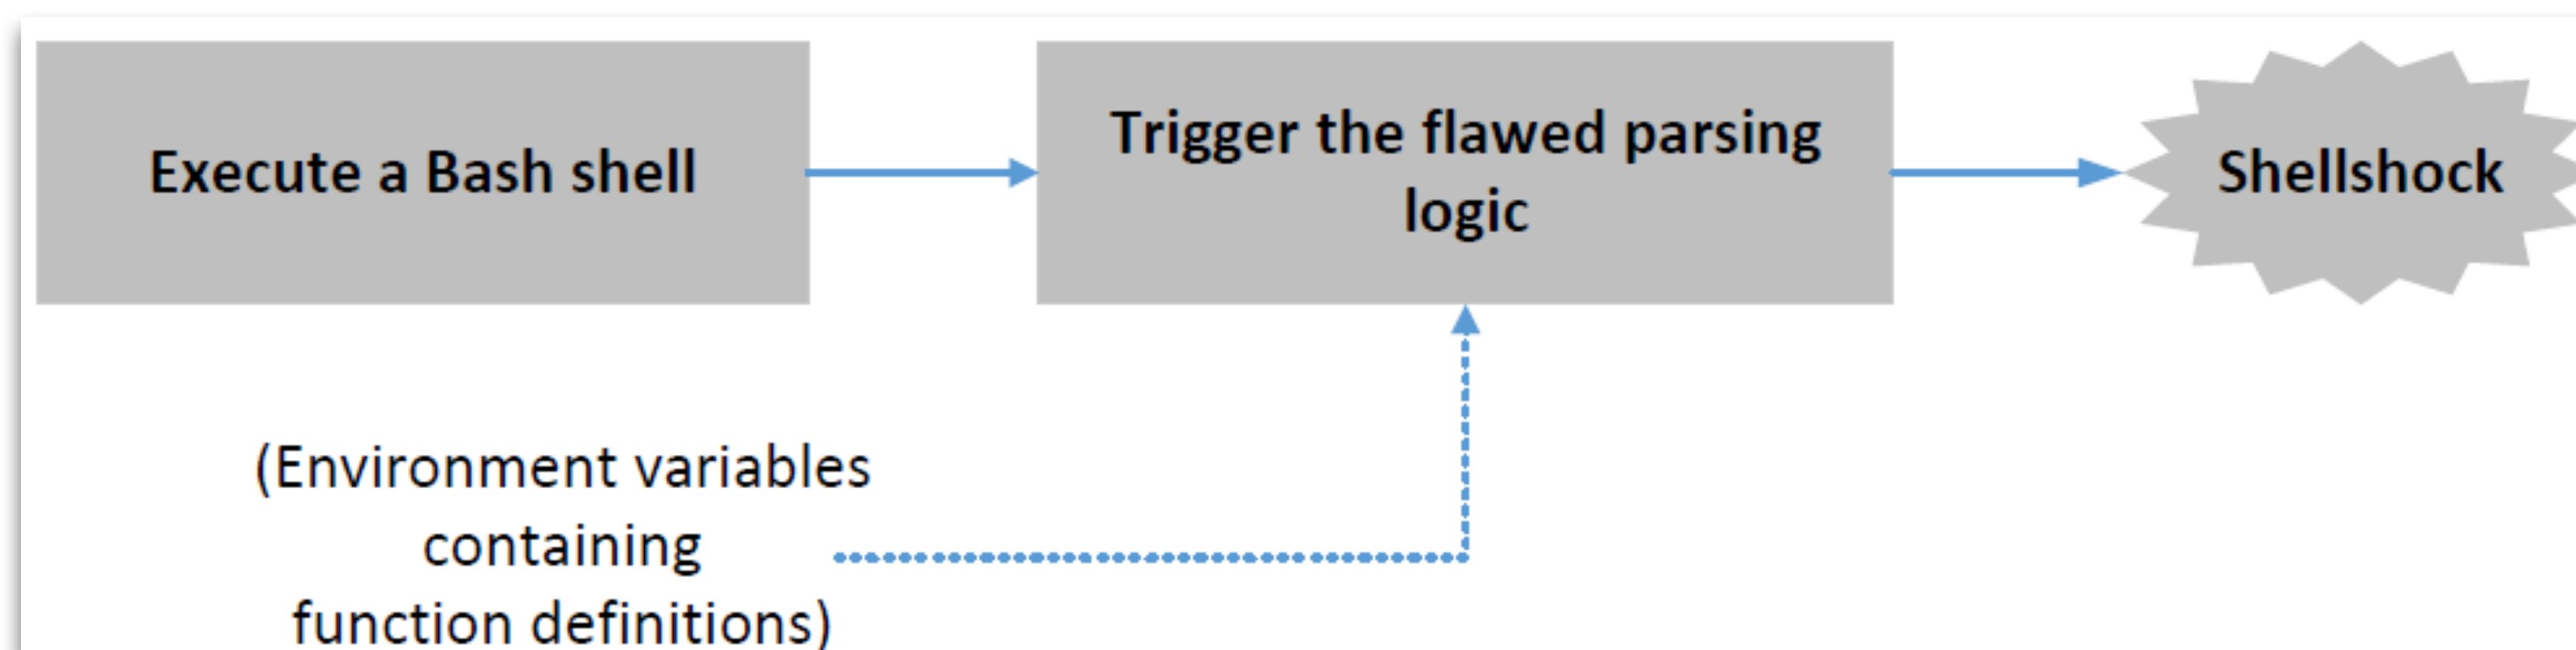 Execute a Bash shell
Trigger the flawed parsing
logic
Shellshock
(Environment variables
containing
function definitions)